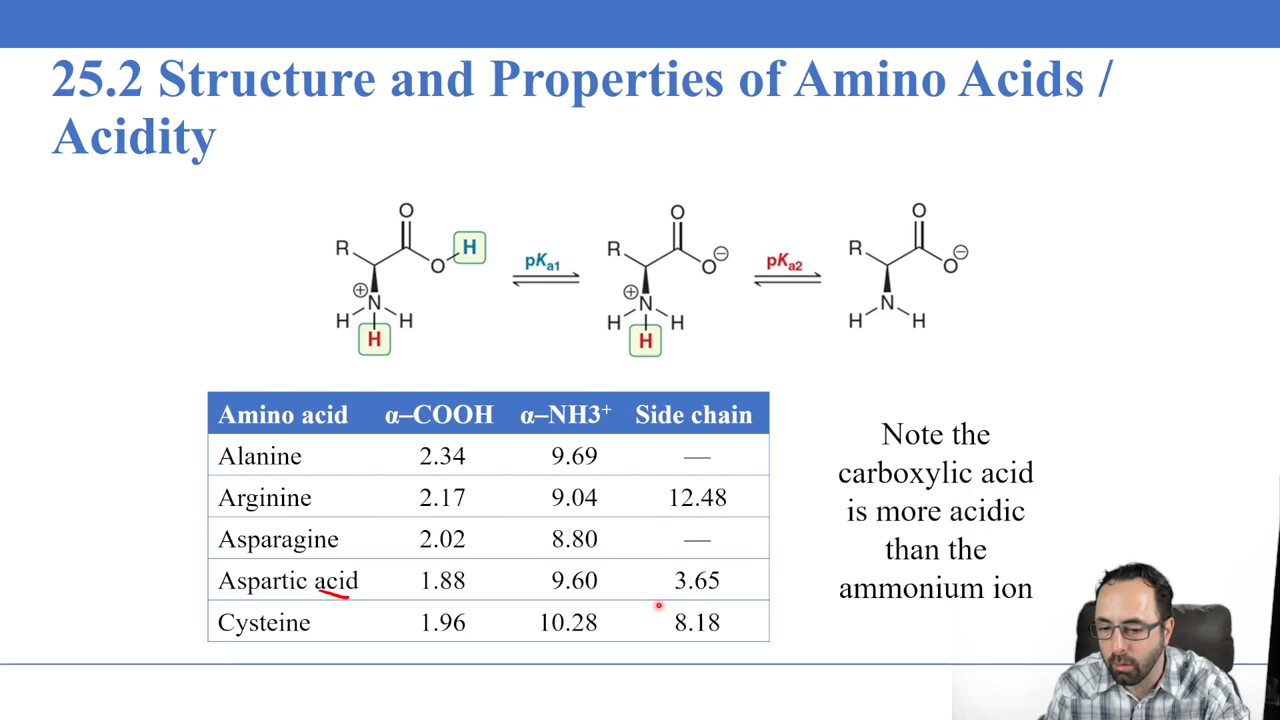 25.2 Structure and Properties of Amino Acids /
Acidity
O
R
O
H
⊕
N
H
H
H
pKa1
O
R
O
⊖
⊕
N
H
H
H
pKa2
O
R
O
⊖
N
H
H
Amino acid α–COOH α–NH3⁺ Side chain
Alanine 2.34 9.69 —
Arginine 2.17 9.04 12.48
Asparagine 2.02 8.80 —
Aspartic acid 1.88 9.60 3.65
Cysteine 1.96 10.28 8.18
Note the
carboxylic acid
is more acidic
than the
ammonium ion